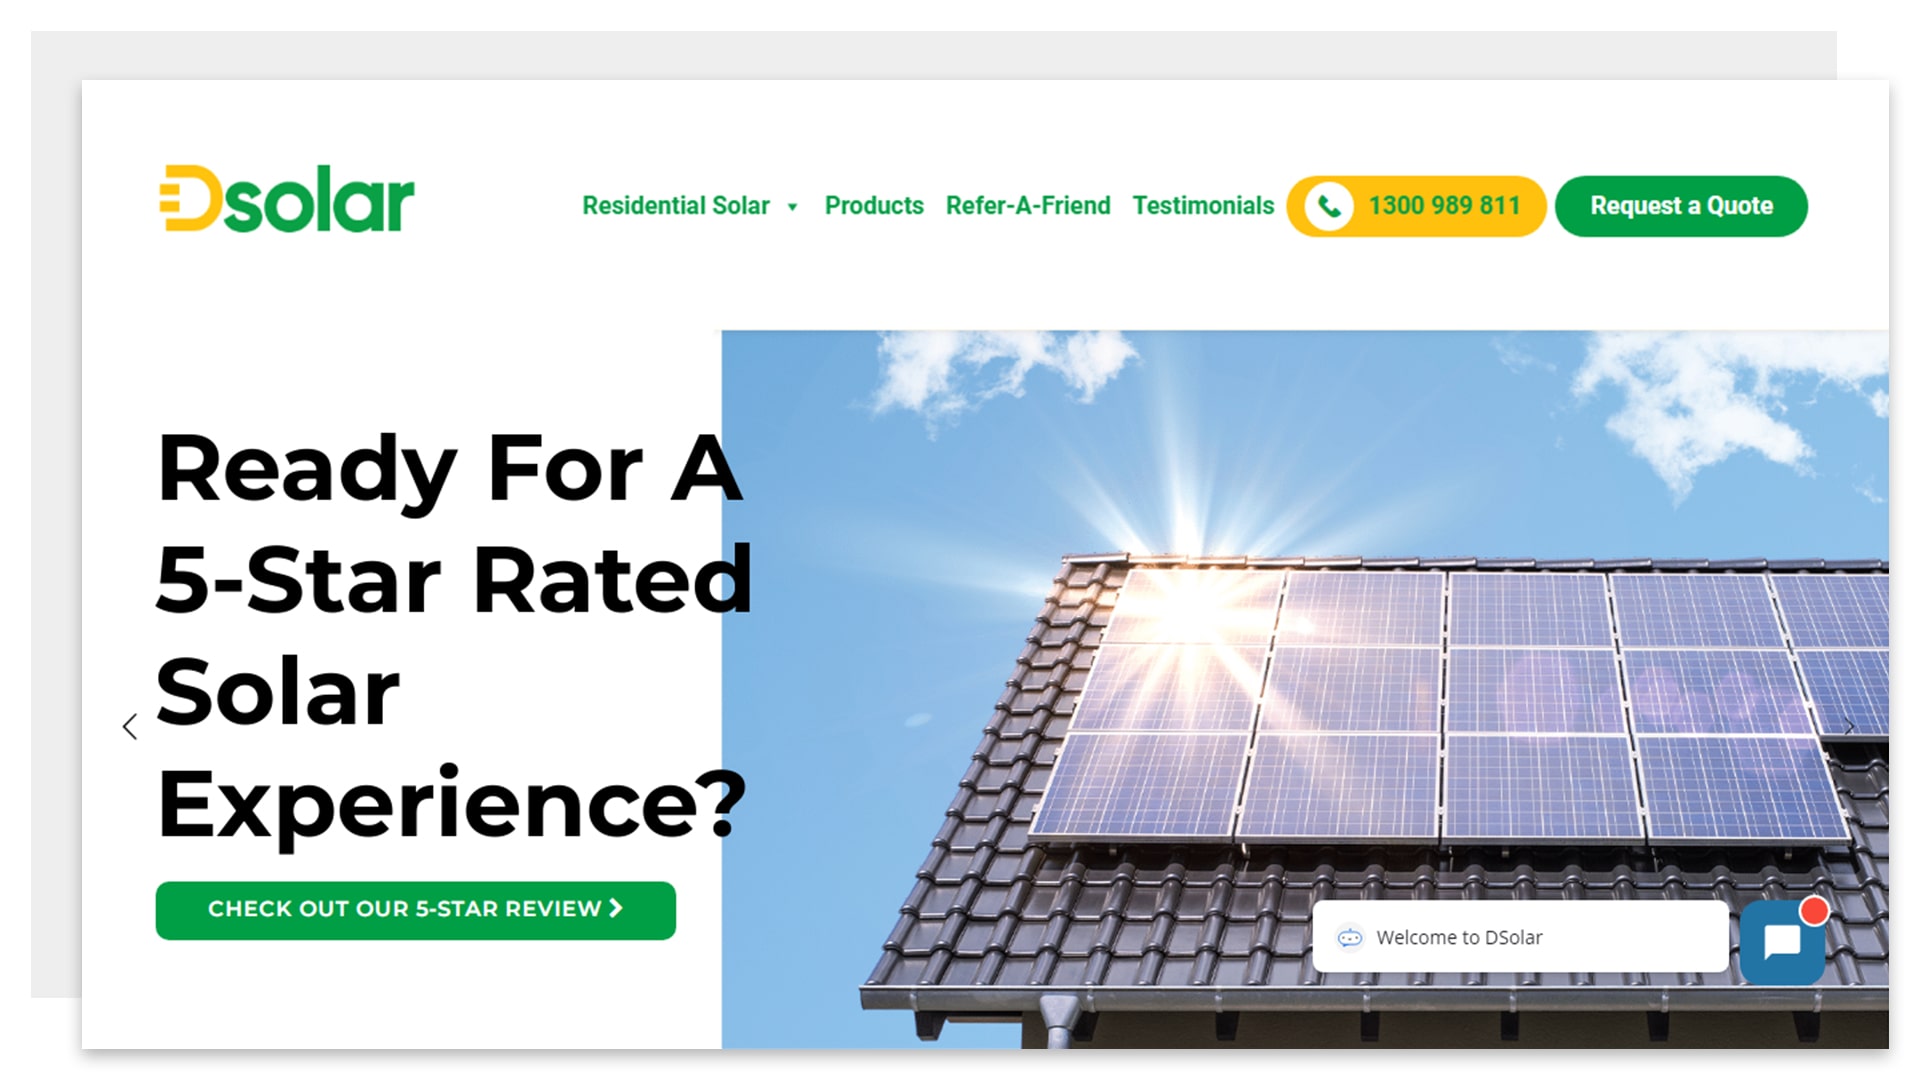 Dsolar
Residential Solar
Products
Refer-A-Friend
Testimonials
1300 989 811
Request a Quote
Ready For A
5-Star Rated
Solar
Experience?
CHECK OUT OUR 5-STAR REVIEW
Welcome to DSolar